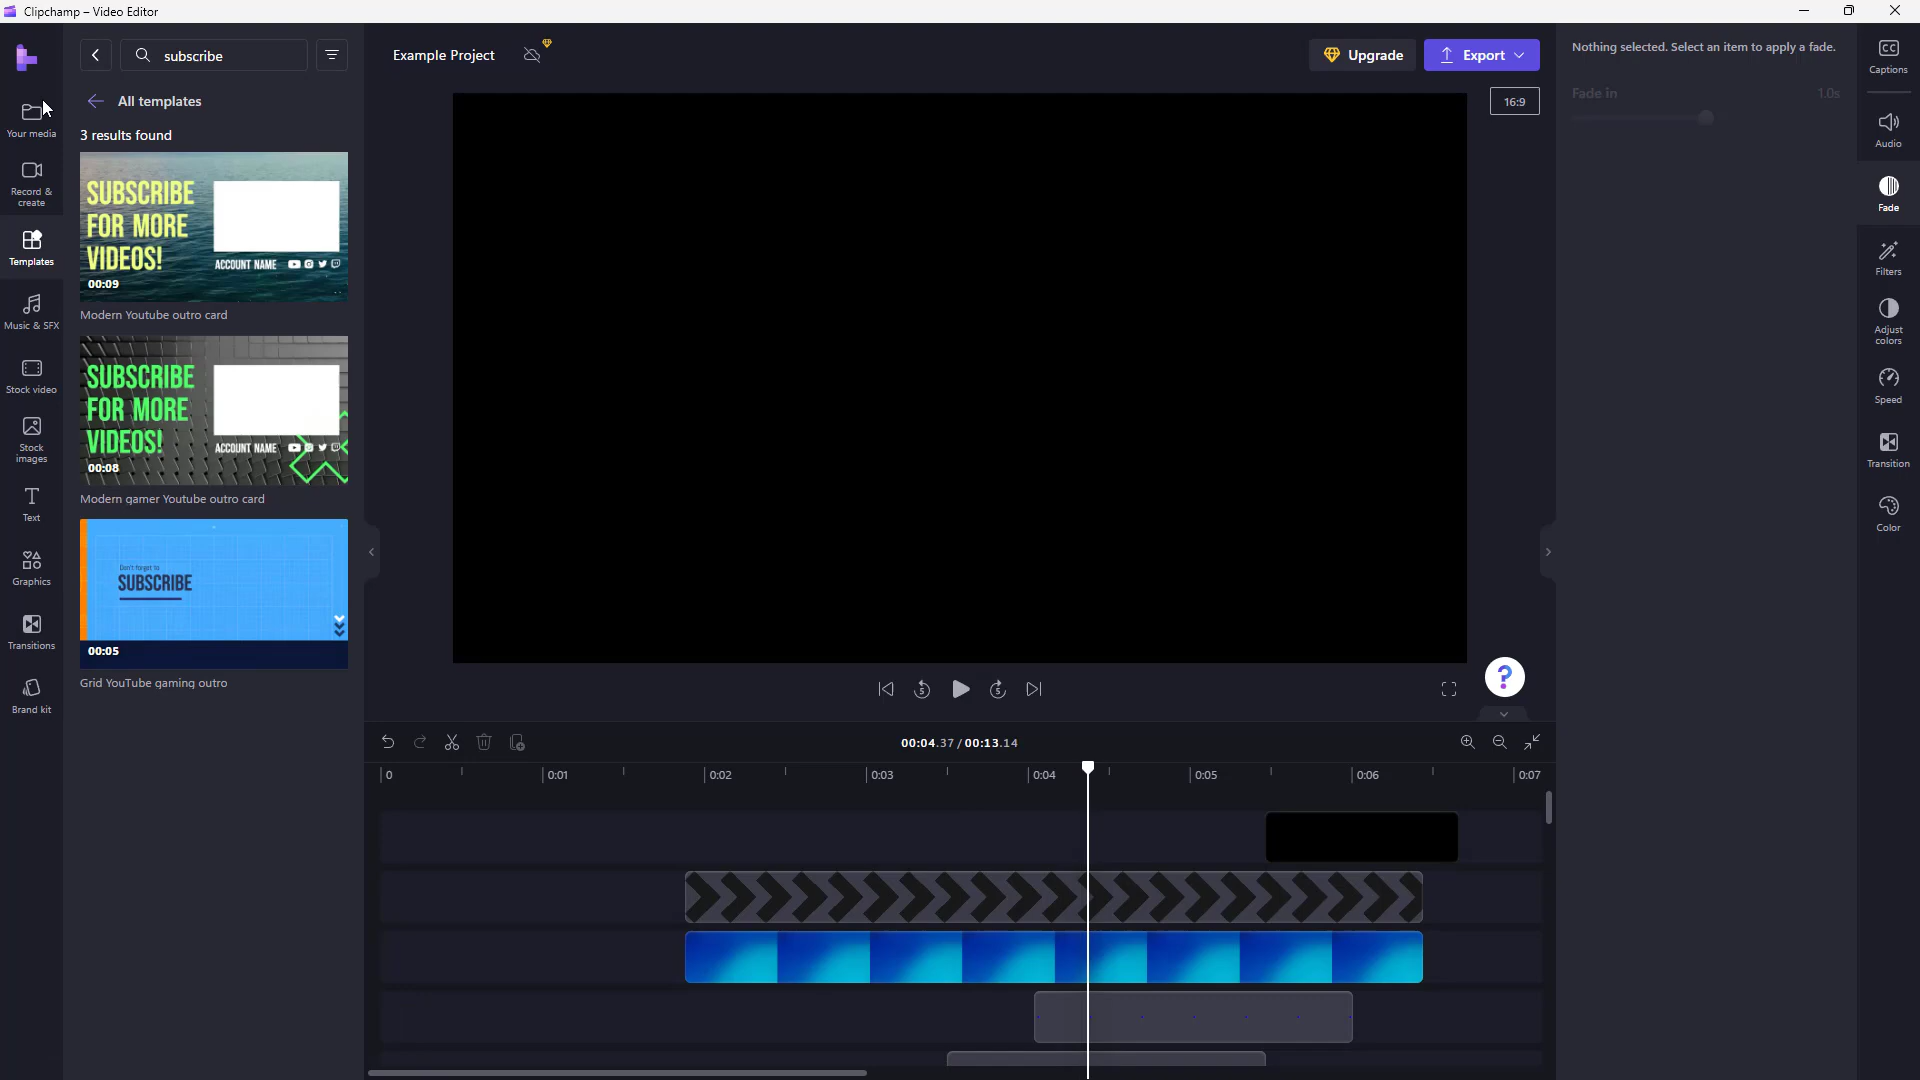 Clipchamp – Video Editor
subscribe
Example Project
Upgrade
Export
Nothing selected. Select an item to apply a fade.
Captions
Your media
All templates
3 results found
16:9
Fade in
1.0s
Audio
Record &
create
Templates
SUBSCRIBE
FOR MORE
VIDEOS!
ACCOUNT NAME
00:09
Modern Youtube outro card
Fade
Filters
Music & SFX
Adjust
colors
Stock video
SUBSCRIBE
FOR MORE
VIDEOS!
ACCOUNT NAME
00:08
Modern gamer Youtube outro card
Speed
Stock
images
Transition
Text
Color
Graphics
Don't forget to
SUBSCRIBE
00:05
Grid YouTube gaming outro
Transitions
Brand kit
5
5
?
00:04.37 / 00:13.14
0
0:01
0:02
0:03
0:04
0:05
0:06
0:07